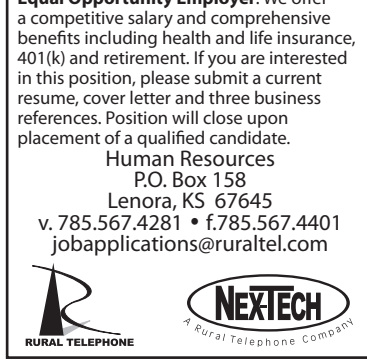 Equal Opportunity Employer. We offer
a competitive salary and comprehensive
benefits including health and life insurance,
401(k) and retirement. If you are interested
in this position, please submit a current
resume, cover letter and three business
references. Position will close upon
placement of a qualified candidate.
Human Resources
P.O. Box 158
Lenora, KS 67645
v. 785.567.4281 • f.785.567.4401
jobapplications@ruraltel.com
RURAL TELEPHONE
NEX-TECH
A Rural Telephone Company